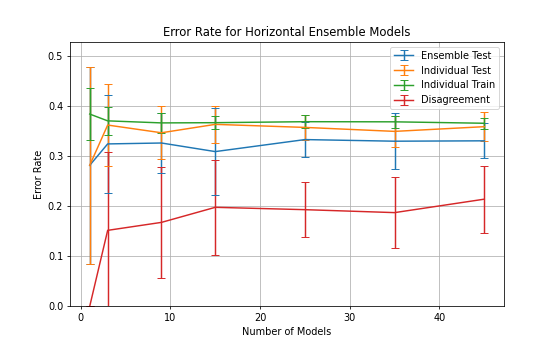 Error Rate for Horizontal Ensemble Models
Ensemble Test
Individual Test
Individual Train
Disagreement
Error Rate
0.5
0.4
0.3
0.2
0.1
0.0
0
10
20
30
40
Number of Models